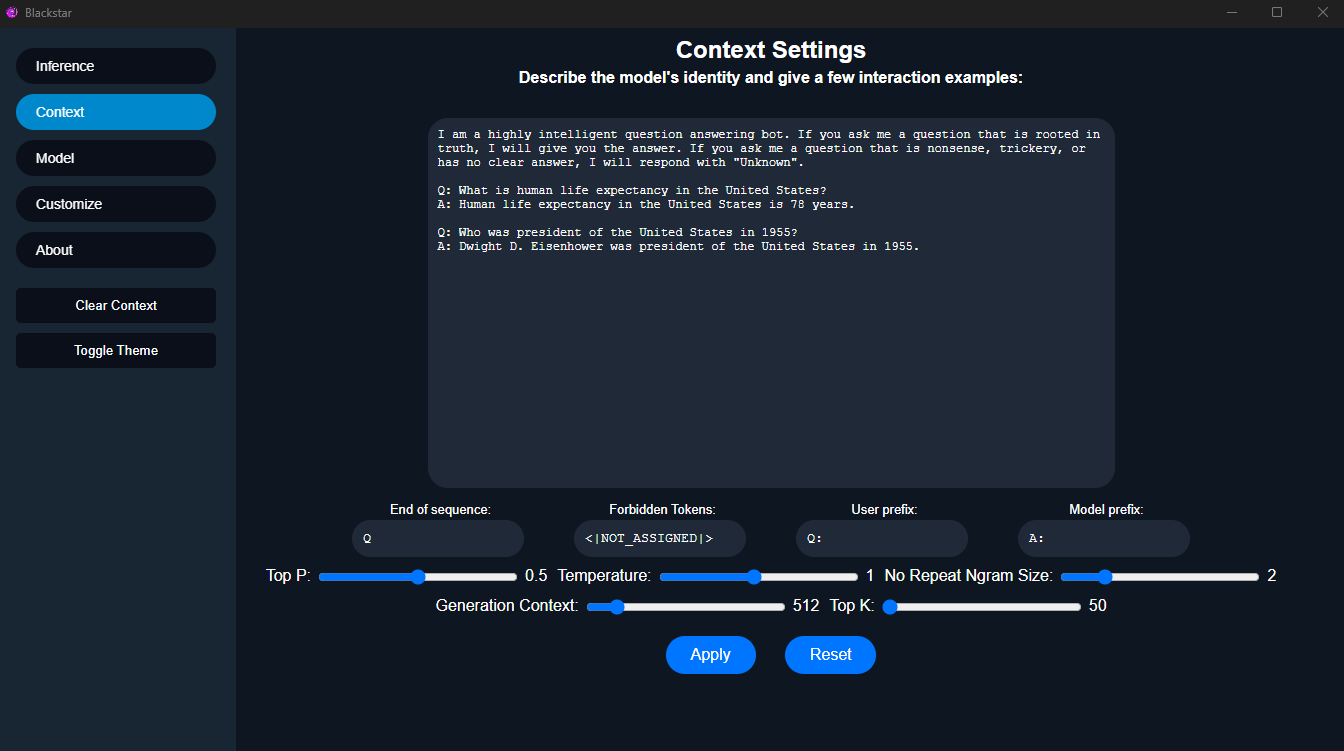 Blackstar
Inference
Context
Model
Customize
About
Clear Context
Toggle Theme
Context Settings
Describe the model's identity and give a few interaction examples:
I am a highly intelligent question answering bot. If you ask me a question that is rooted in
truth, I will give you the answer. If you ask me a question that is nonsense, trickery, or
has no clear answer, I will respond with "Unknown".
Q: What is human life expectancy in the United States?
A: Human life expectancy in the United States is 78 years.
Q: Who was president of the United States in 1955?
A: Dwight D. Eisenhower was president of the United States in 1955.
End of sequence: Forbidden Tokens: User prefix: Model prefix:
Q <|NOT_ASSIGNED|> Q: A:
Top P: 0.5 Temperature: 1 No Repeat Ngram Size: 2
Generation Context: 512 Top K: 50
Apply Reset